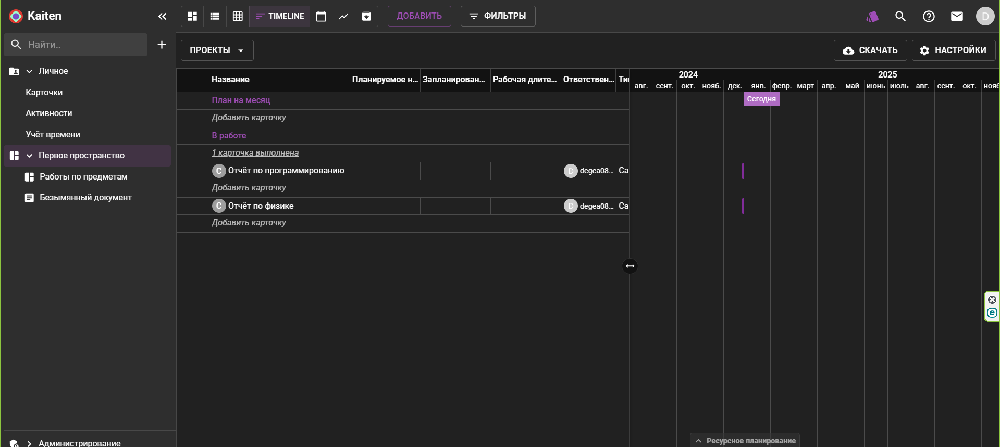 Kaiten
TIMELINE
ДОБАВИТЬ
ФИЛЬТРЫ
D
Найти..
ПРОЕКТЫ
СКАЧАТЬ
НАСТРОЙКИ
Личное
Карточки
Активности
Учёт времени
Первое пространство
Работы по предметам
Безымянный документ
Администрирование
Название
Планируемое н...
Запланирован...
Рабочая длите...
Ответствен...
Ти
2024
2025
авг. сент. окт. нояб. дек. янв. февр. март апр. май июнь июль авг. сент. окт. нояб
Сегодня
План на месяц
Добавить карточку
В работе
1 карточка выполнена
C Отчёт по программированию D degea08... Са
Добавить карточку
C Отчёт по физике D degea08... Са
Добавить карточку
e
Ресурсное планирование